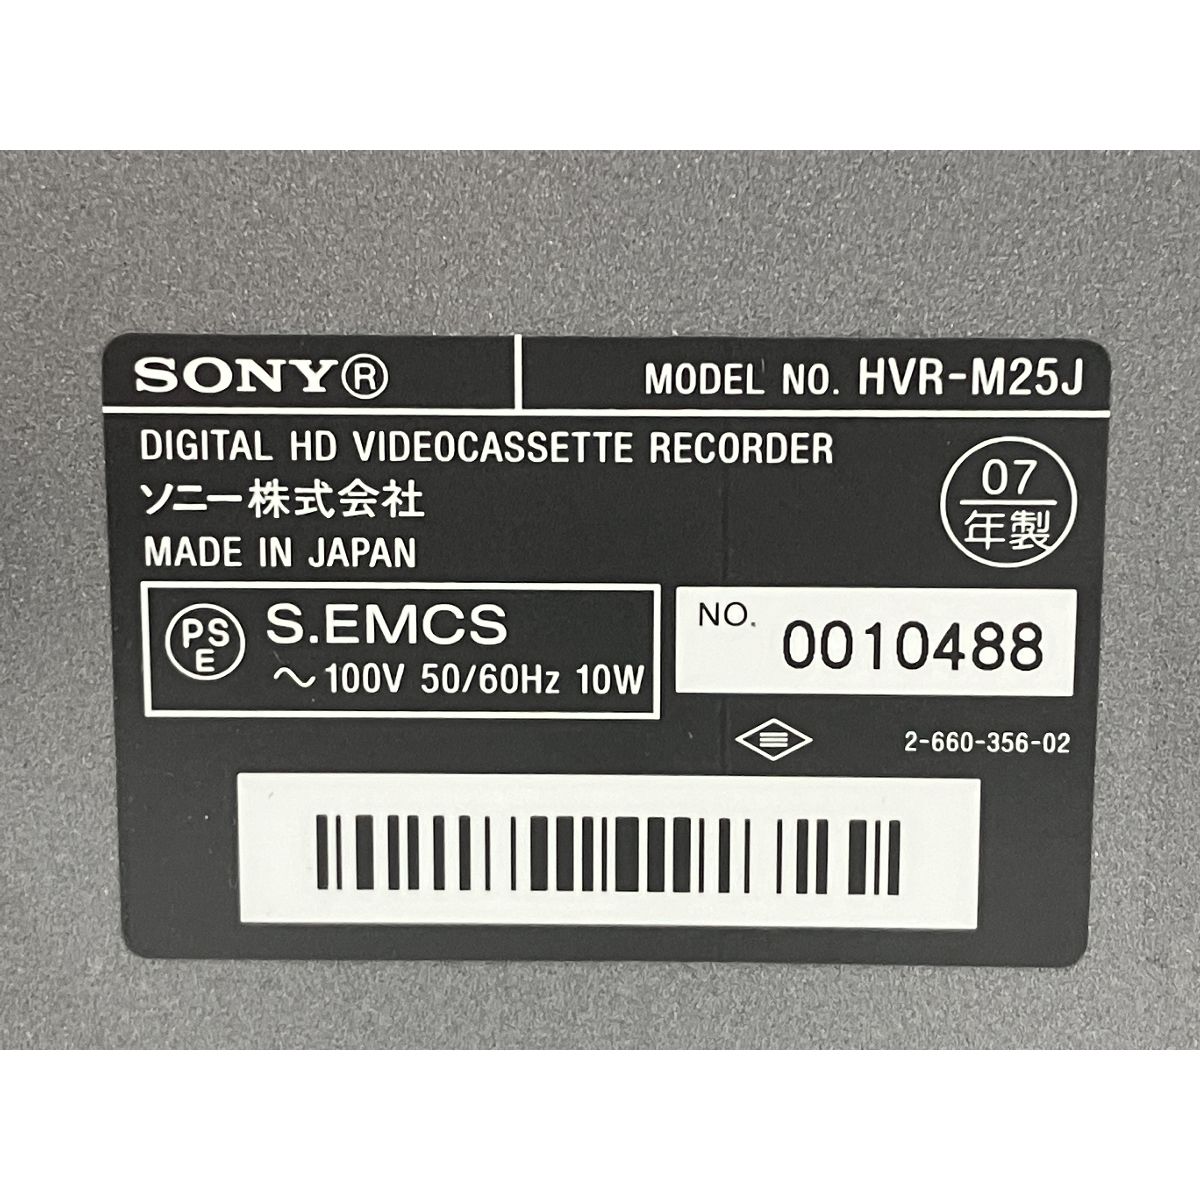 SONY®
MODEL NO. HVR-M25J
DIGITAL HD VIDEOCASSETTE RECORDER
ソニー株式会社
MADE IN JAPAN
07
年製
PS
E
S.EMCS
～100V 50/60Hz 10W
NO. 0010488
2-660-356-02